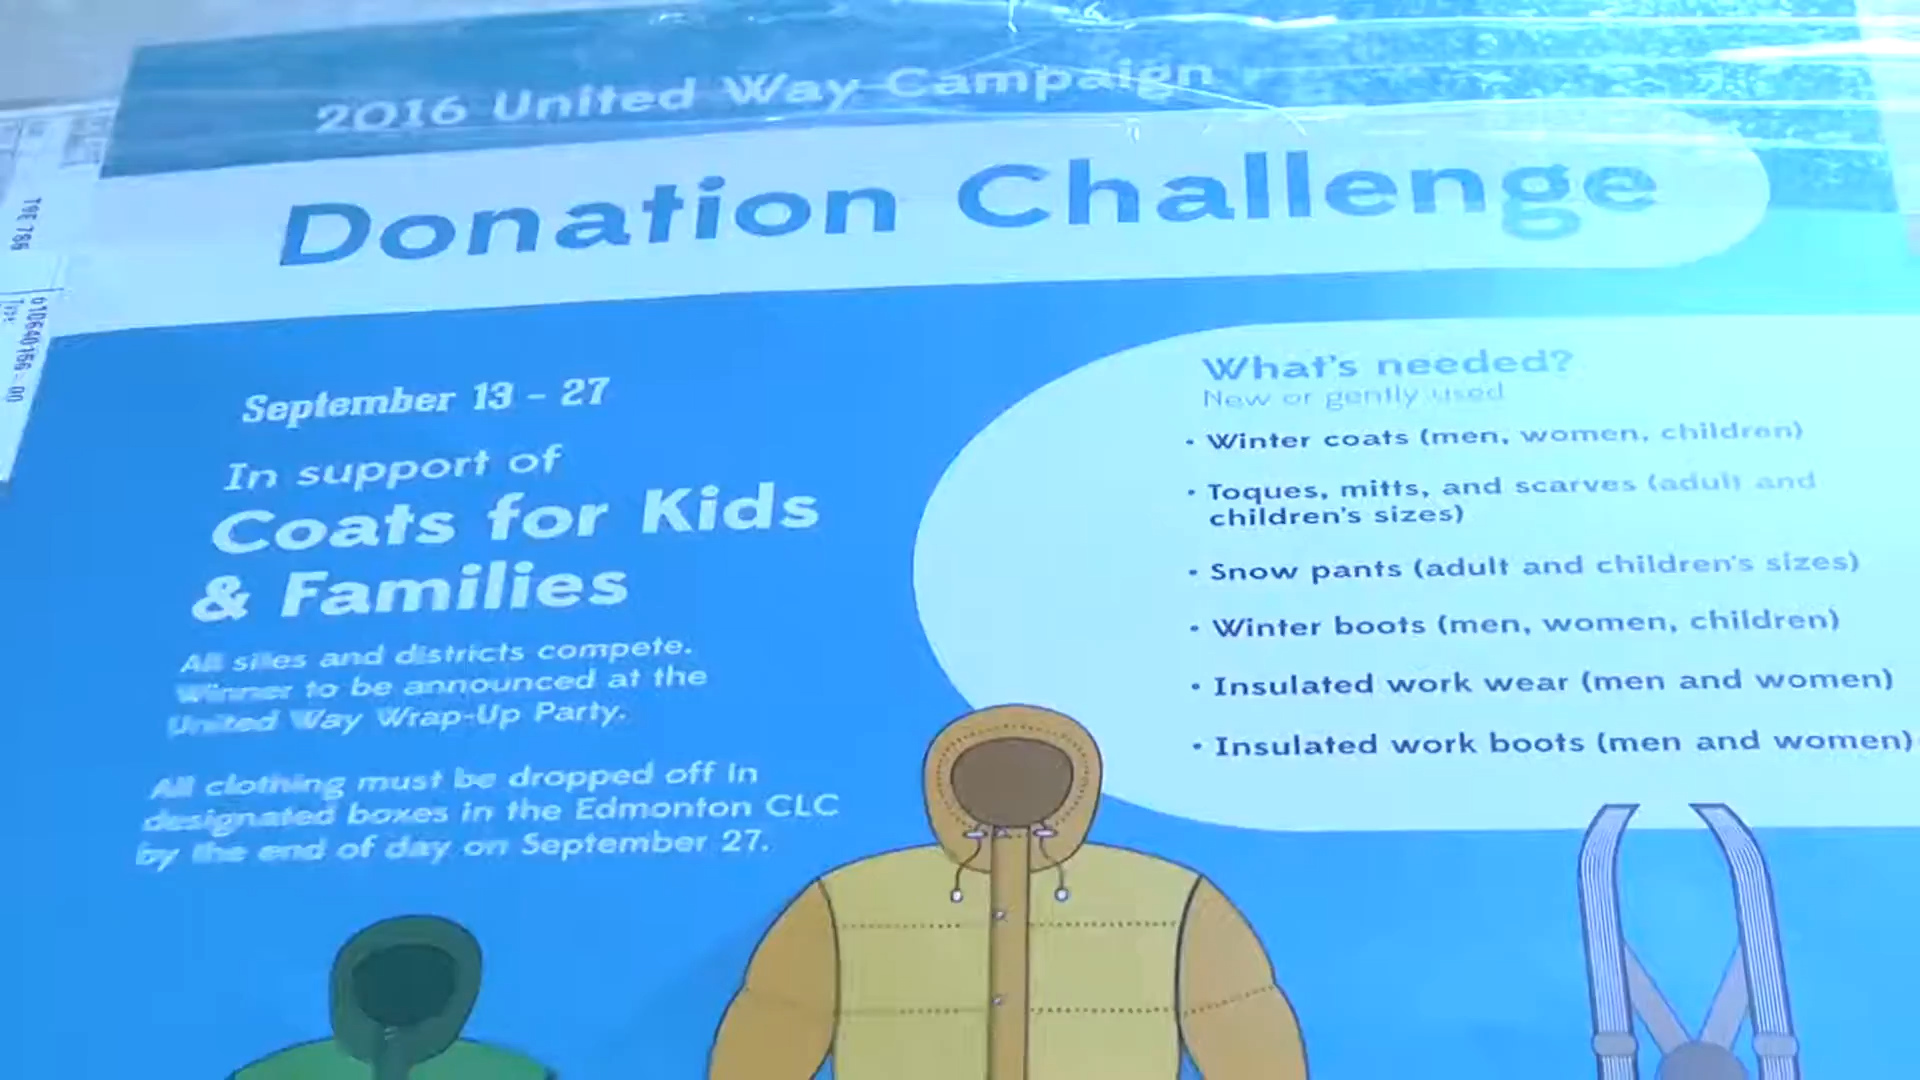 2016 United Way Campaign
Donation Challenge
September 13 - 27
In support of
Coats for Kids
& Families
All sites and districts compete.
Winner to be announced at the
United Way Wrap-Up Party.
All clothing must be dropped off in
designated boxes in the Edmonton CLC
by the end of day on September 27.
What's needed?
New or gently used
• Winter coats (men, women, children)
• Toques, mitts, and scarves (adult and
children's sizes)
• Snow pants (adult and children's sizes)
• Winter boots (men, women, children)
• Insulated work wear (men and women)
• Insulated work boots (men and women)